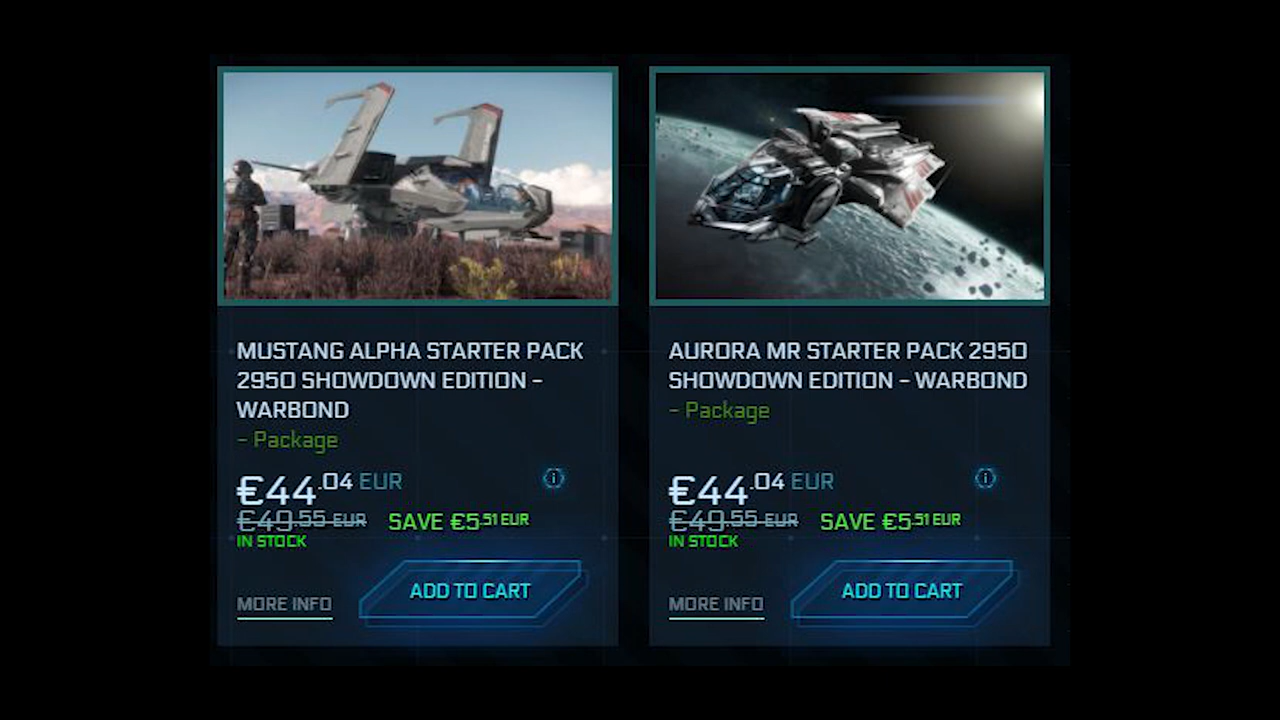 MUSTANG ALPHA STARTER PACK
2950 SHOWDOWN EDITION -
WARBOND
- Package
€44.04 EUR
€49.55 EUR SAVE €5.51 EUR
IN STOCK
MORE INFO
ADD TO CART
AURORA MR STARTER PACK 2950
SHOWDOWN EDITION - WARBOND
- Package
€44.04 EUR
€49.55 EUR SAVE €5.51 EUR
IN STOCK
MORE INFO
ADD TO CART